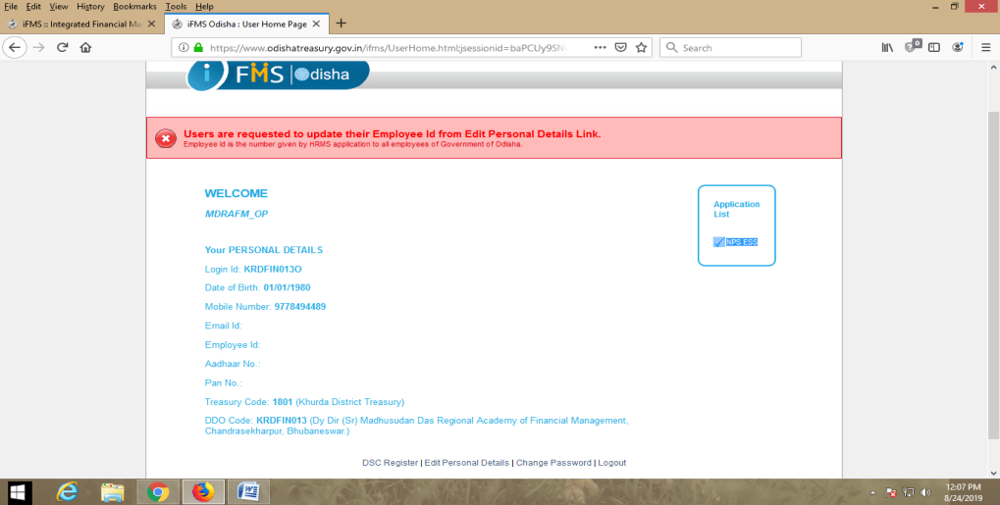 File Edit View History Bookmarks Tools Help
iFMS :: Integrated Financial Ma
iFMS Odisha : User Home Page
https://www.odishatreasury.gov.in/ifms/UserHome.html;jsessionid=baPCUy9SN
Search
i FMS Odisha
Users are requested to update their Employee Id from Edit Personal Details Link.
Employee Id is the number given by HRMS application to all employees of Government of Odisha.
WELCOME
MDRAFM_OP
Application
List
NPS ESS
Your PERSONAL DETAILS
Login Id: KRDFIN013O
Date of Birth: 01/01/1980
Mobile Number: 9778494489
Email Id:
Employee Id:
Aadhaar No.:
Pan No.:
Treasury Code: 1801 (Khurda District Treasury)
DDO Code: KRDFIN013 (Dy Dir (Sr) Madhusudan Das Regional Academy of Financial Management,
Chandrasekharpur, Bhubaneswar.)
DSC Register | Edit Personal Details | Change Password | Logout
12:07 PM
8/24/2019